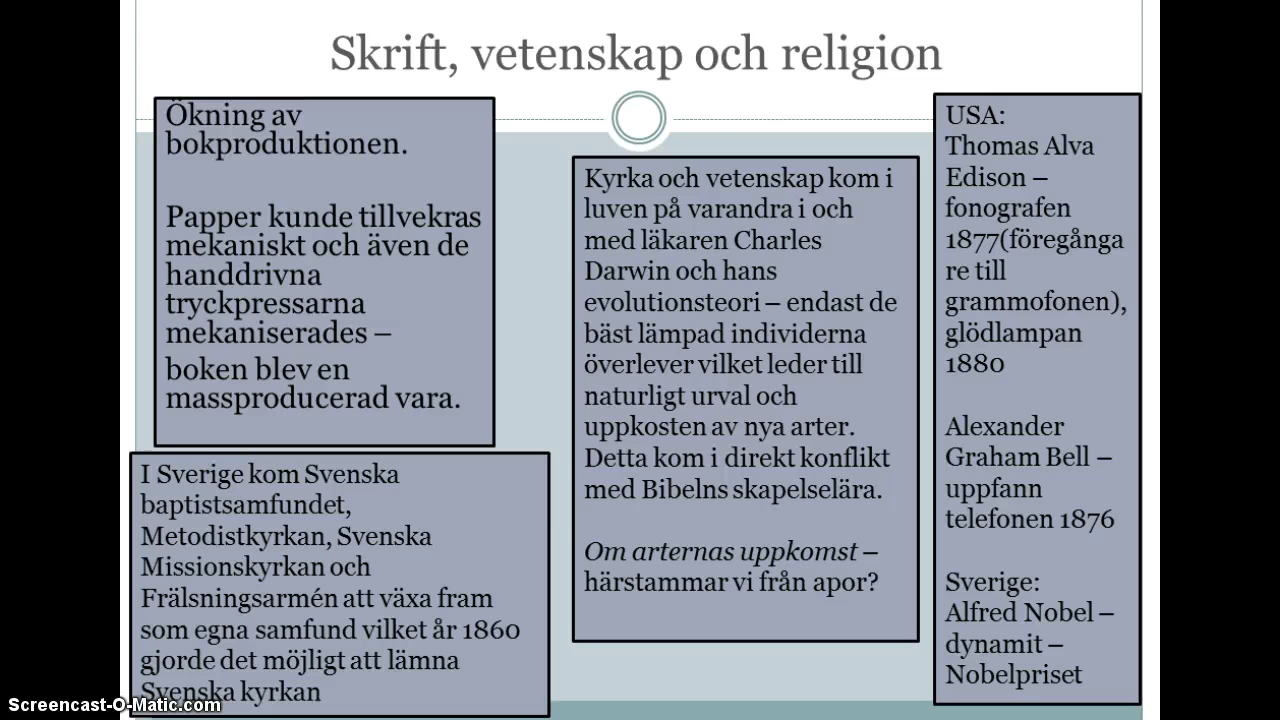 Skrift, vetenskap och religion
Ökning av
bokproduktionen.
Papper kunde tillvekras
mekaniskt och även de
handdrivna
tryckpressarna
mekaniserades –
boken blev en
massproducerad vara.
I Sverige kom Svenska
baptistsamfundet,
Metodistkyrkan, Svenska
Missionskyrkan och
Frälsningsarmén att växa fram
som egna samfund vilket år 1860
gjorde det möjligt att lämna
Svenska kyrkan
Kyrka och vetenskap kom i
luven på varandra i och
med läkaren Charles
Darwin och hans
evolutionsteori – endast de
bäst lämpad individerna
överlever vilket leder till
naturligt urval och
uppkosten av nya arter.
Detta kom i direkt konflikt
med Bibelns skapelselära.
Om arternas uppkomst –
härstammar vi från apor?
USA:
Thomas Alva
Edison –
fonografen
1877(föregånga
re till
grammofonen),
glödlampan
1880
Alexander
Graham Bell –
uppfann
telefonen 1876
Sverige:
Alfred Nobel –
dynamit –
Nobelpriset
Screencast-O-Matic.com